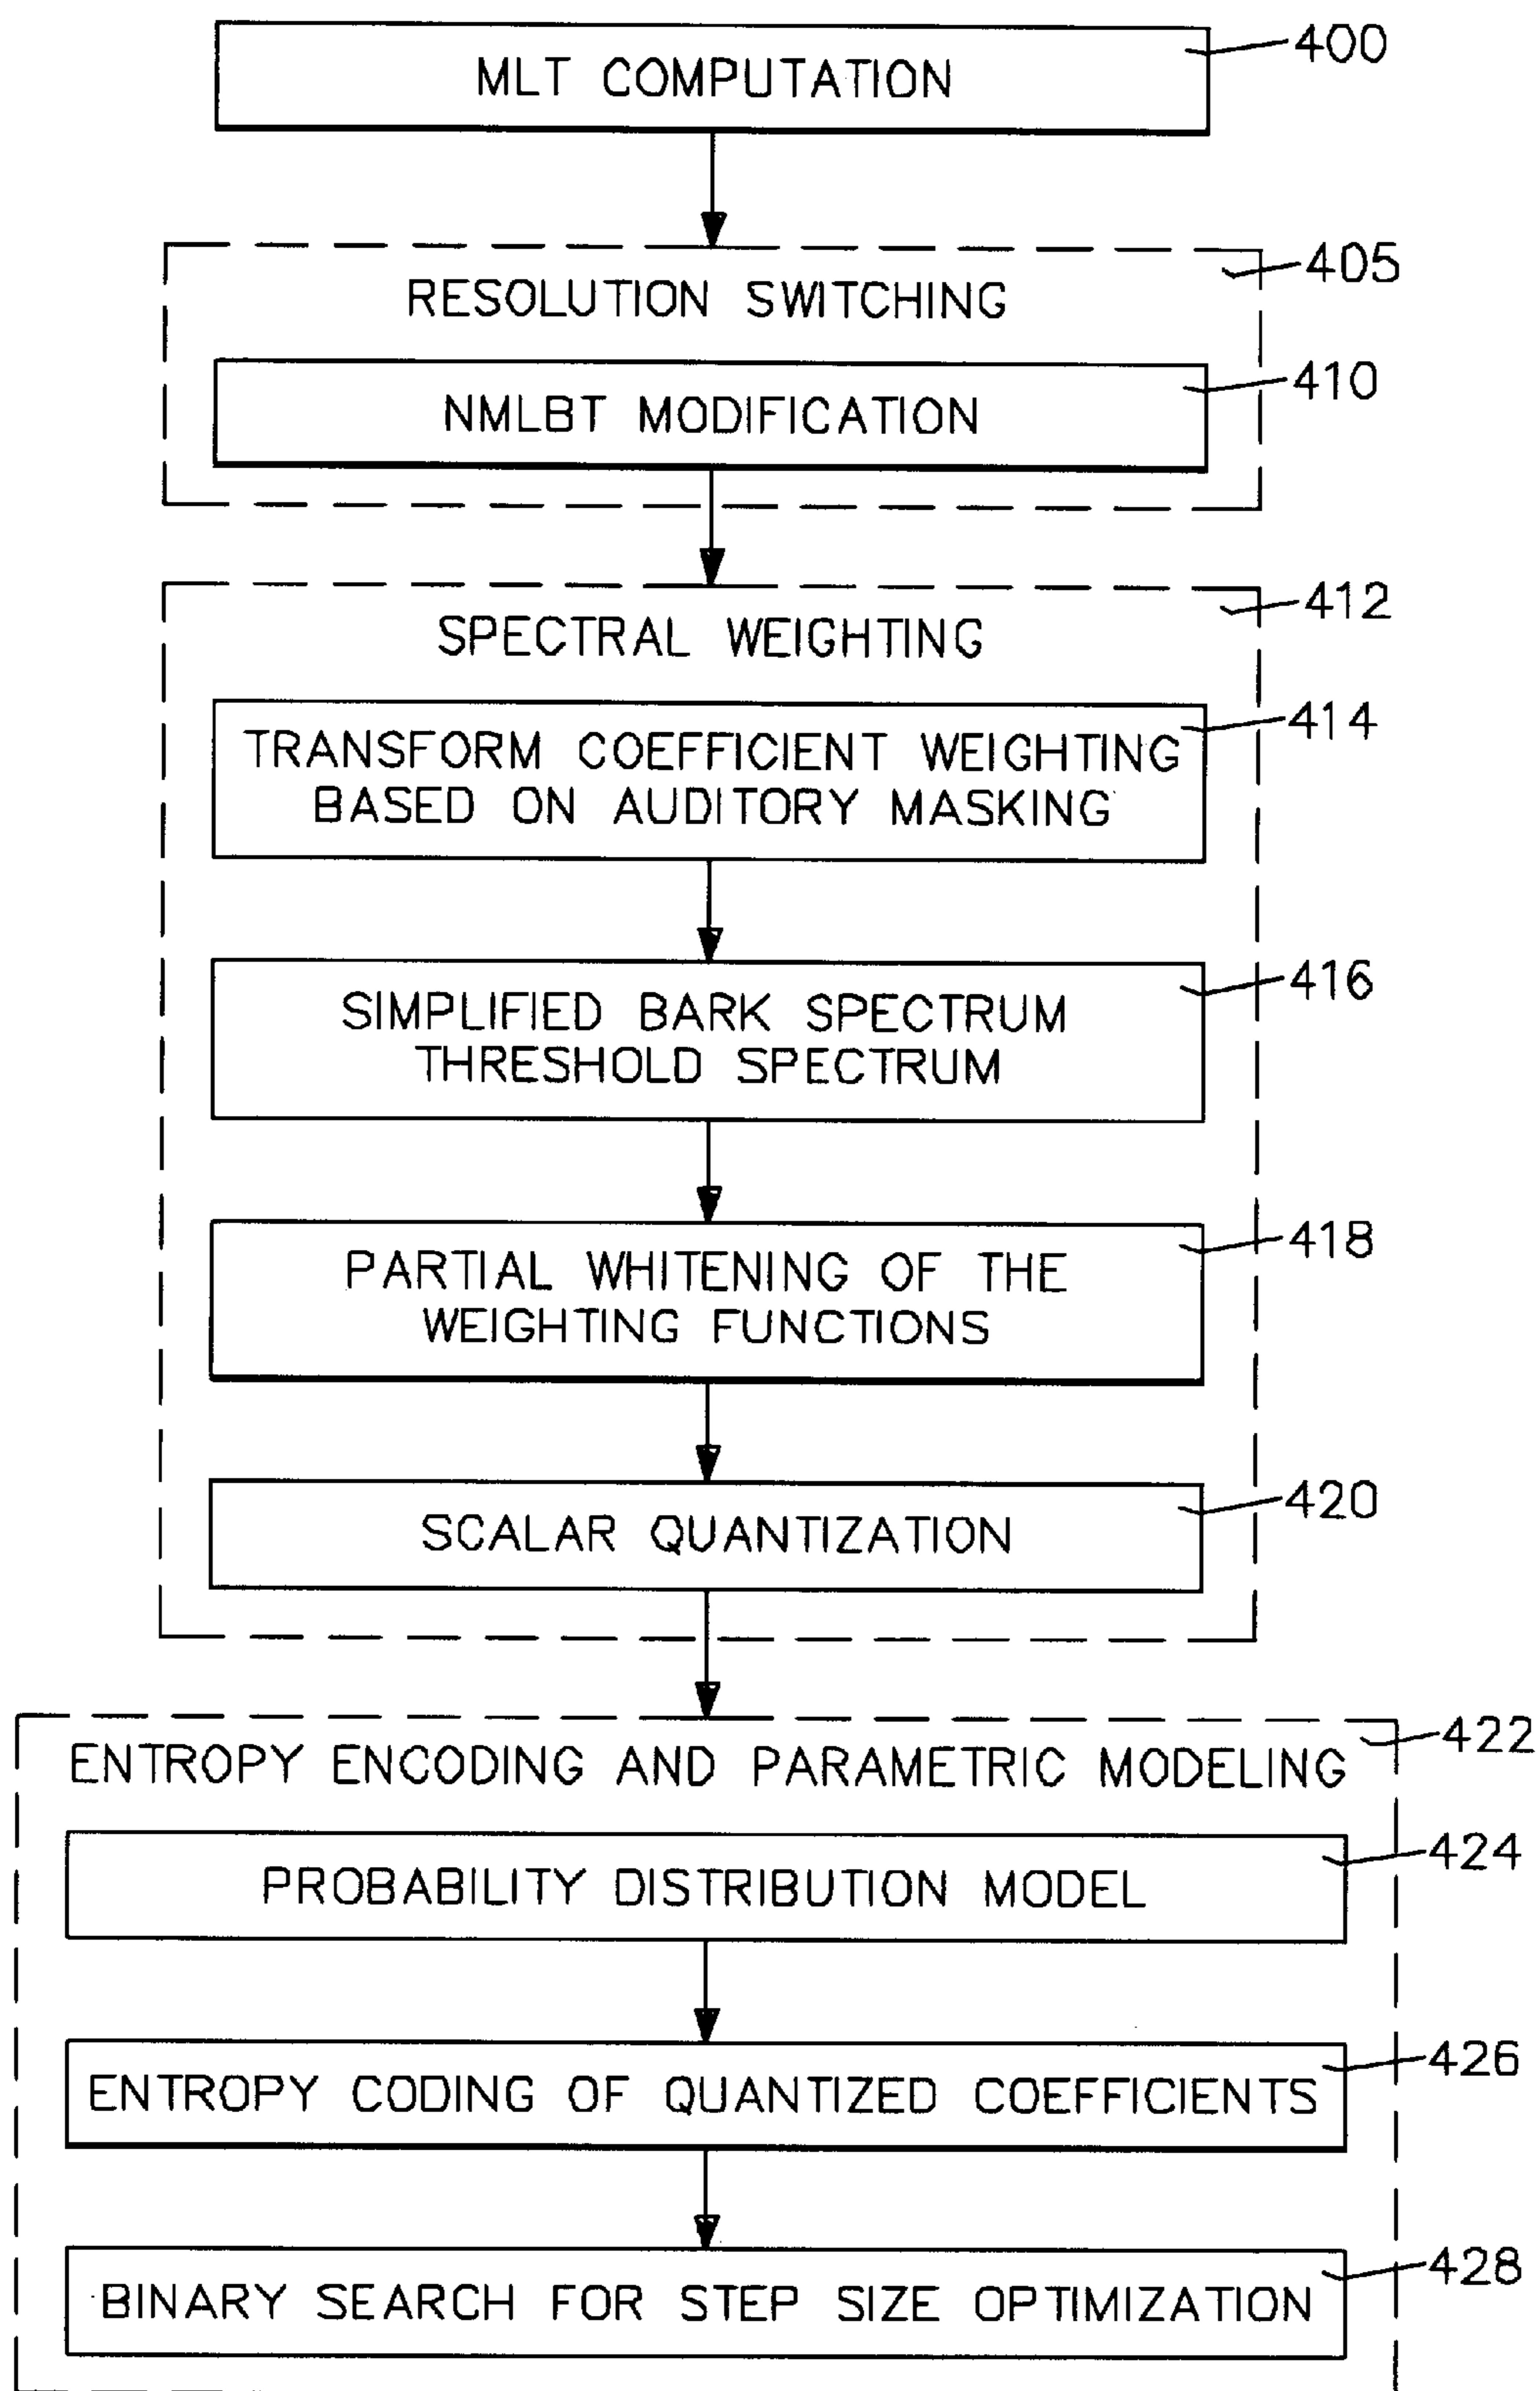 400
MLT COMPUTATION
405
RESOLUTION SWITCHING
410
NMLBT MODIFICATION
412
SPECTRAL WEIGHTING
414
TRANSFORM COEFFICIENT WEIGHTING
BASED ON AUDITORY MASKING
416
SIMPLIFIED BARK SPECTRUM
THRESHOLD SPECTRUM
418
PARTIAL WHITENING OF THE
WEIGHTING FUNCTIONS
420
SCALAR QUANTIZATION
422
ENTROPY ENCODING AND PARAMETRIC MODELING
424
PROBABILITY DISTRIBUTION MODEL
426
ENTROPY CODING OF QUANTIZED COEFFICIENTS
428
BINARY SEARCH FOR STEP SIZE OPTIMIZATION